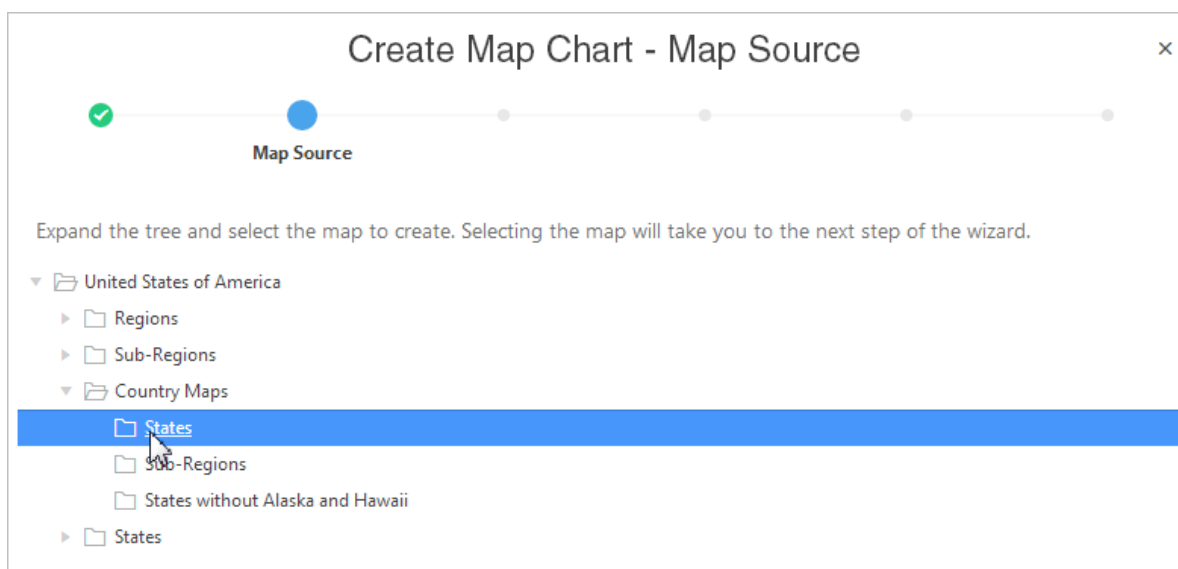 Create Map Chart - Map Source
Map Source
Expand the tree and select the map to create. Selecting the map will take you to the next step of the wizard.
United States of America
Regions
Sub-Regions
Country Maps
States
Sub-Regions
States without Alaska and Hawaii
States